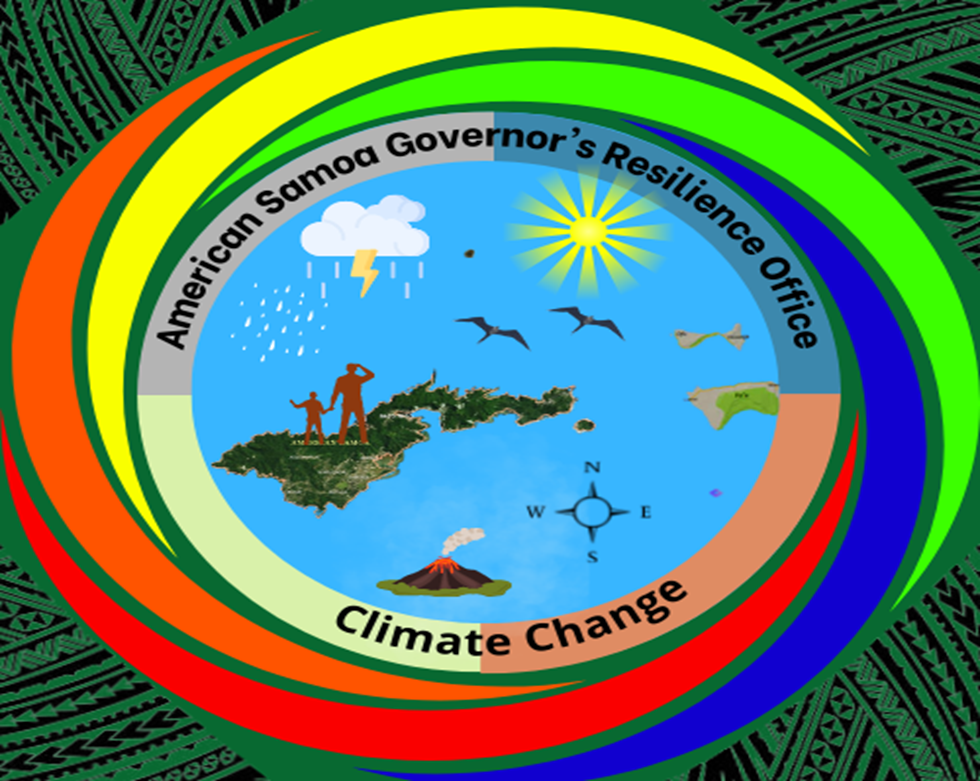 American Samoa Governor's Resilience Office
N
W E
S
Climate Change